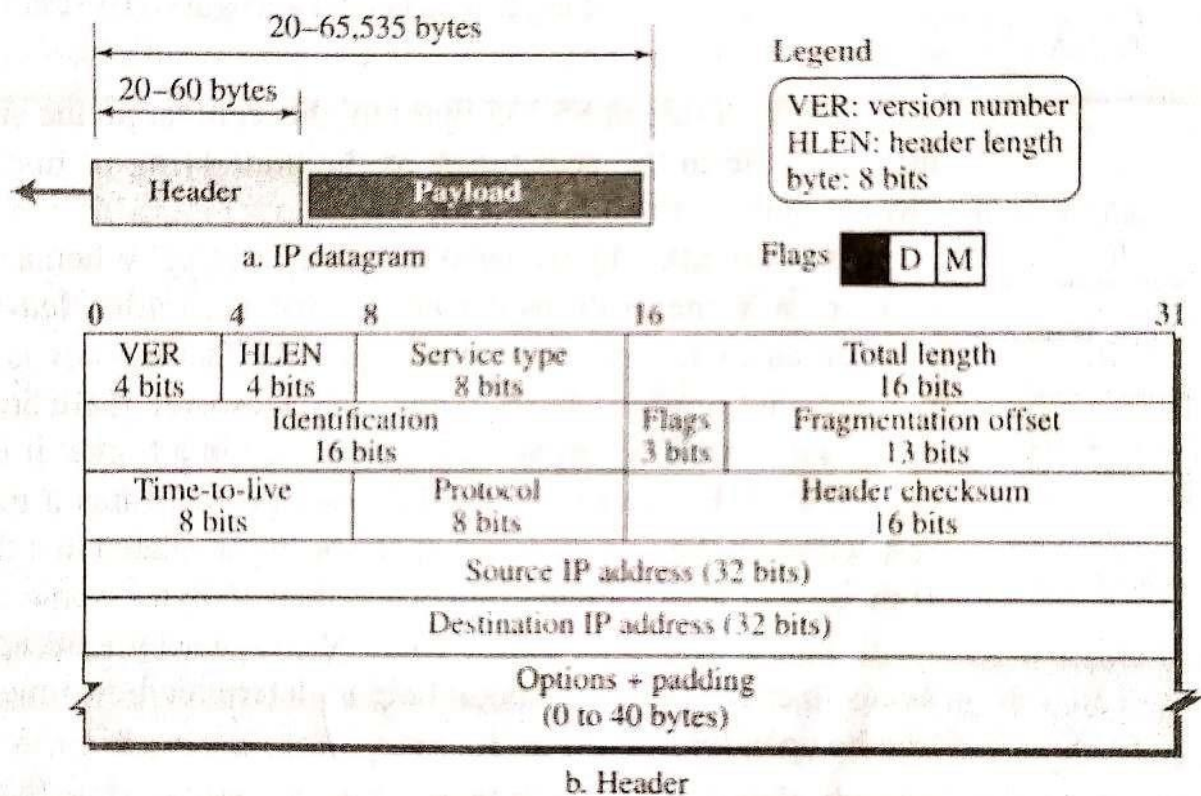 20–65,535 bytes
Legend
20–60 bytes
VER: version number
HLEN: header length
byte: 8 bits
Header
Payload
a. IP datagram
Flags D M
0 4 8 16 31
VER HLEN Service type Total length
4 bits 4 bits 8 bits 16 bits
Identification Flags Fragmentation offset
16 bits 3 bits 13 bits
Time-to-live Protocol Header checksum
8 bits 8 bits 16 bits
Source IP address (32 bits)
Destination IP address (32 bits)
Options + padding
(0 to 40 bytes)
b. Header